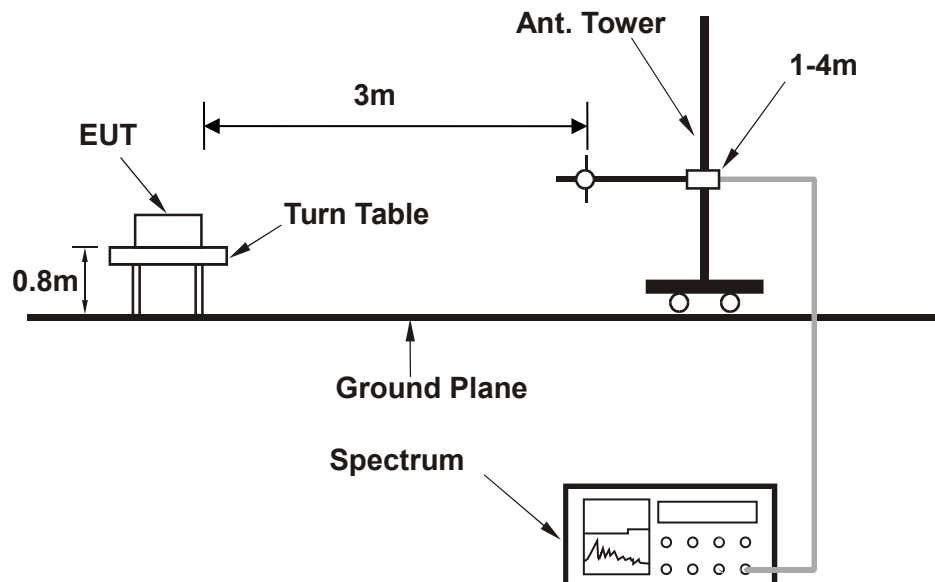 Ant. Tower
1-4m
3m
EUT
Turn Table
0.8m
Ground Plane
Spectrum